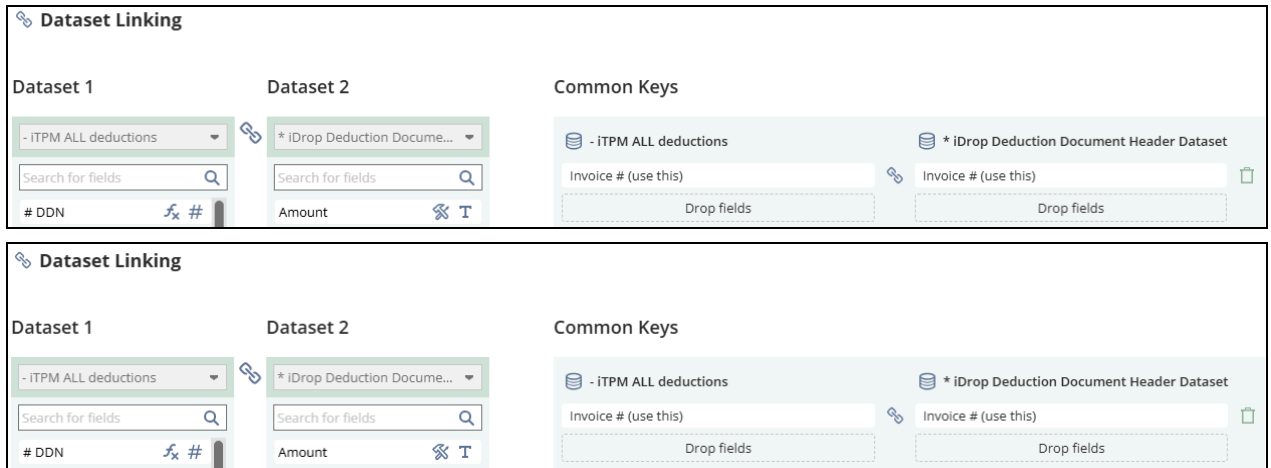 Dataset Linking
Dataset 1 Dataset 2 Common Keys
- iTPM ALL deductions * iDrop Deduction Docume... - iTPM ALL deductions * iDrop Deduction Document Header Dataset
Search for fields Search for fields Invoice # (use this) Invoice # (use this)
# DDN fx # Amount T Drop fields Drop fields
Dataset Linking
Dataset 1 Dataset 2 Common Keys
- iTPM ALL deductions * iDrop Deduction Docume... - iTPM ALL deductions * iDrop Deduction Document Header Dataset
Search for fields Search for fields Invoice # (use this) Invoice # (use this)
# DDN fx # Amount T Drop fields Drop fields